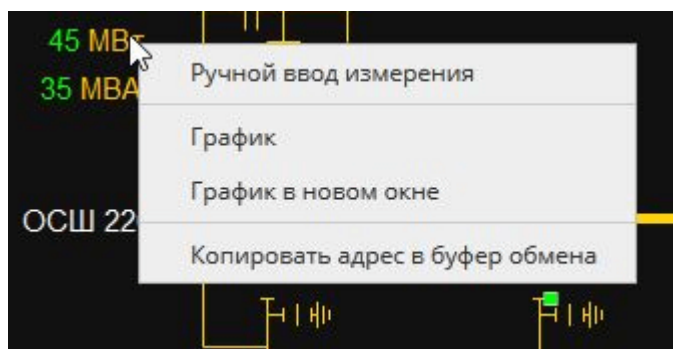 45 МВт
35 МВА
Ручной ввод измерения
График
График в новом окне
ОСШ 22
Копировать адрес в буфер обмена